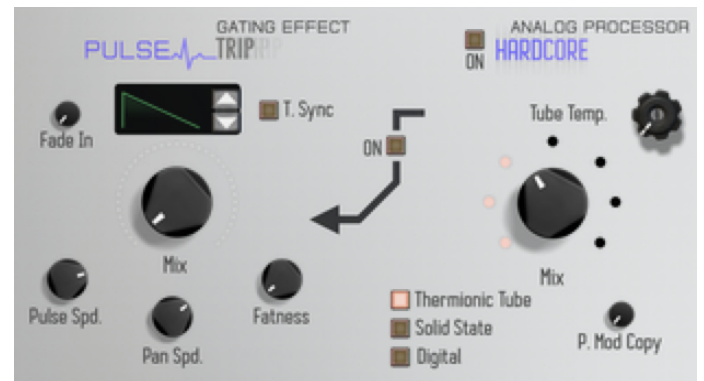 GATING EFFECT
PULSE TRIP
ANALOG PROCESSOR
HARDCORE
ON
T. Sync
Fade In
Tube Temp.
ON
Mix
Mix
Pulse Spd.
Pan Spd.
Fatness
Thermionic Tube
Solid State
Digital
P. Mod Copy